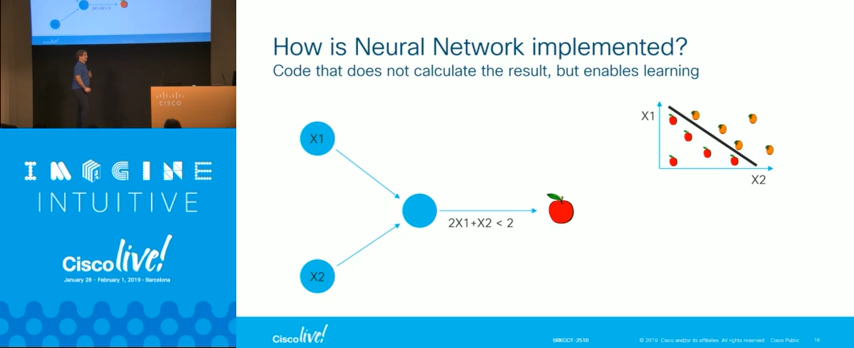 How is Neural Network implemented?
Code that does not calculate the result, but enables learning
X1
X2
2X1+X2 < 2
X1
X2
CISCO
IMAGINE
INTUITIVE
Cisco live!
January 28 - February 1, 2019 - Barcelona
Cisco live!
© 2019 Cisco and/or its affiliates. All rights reserved. Cisco Public